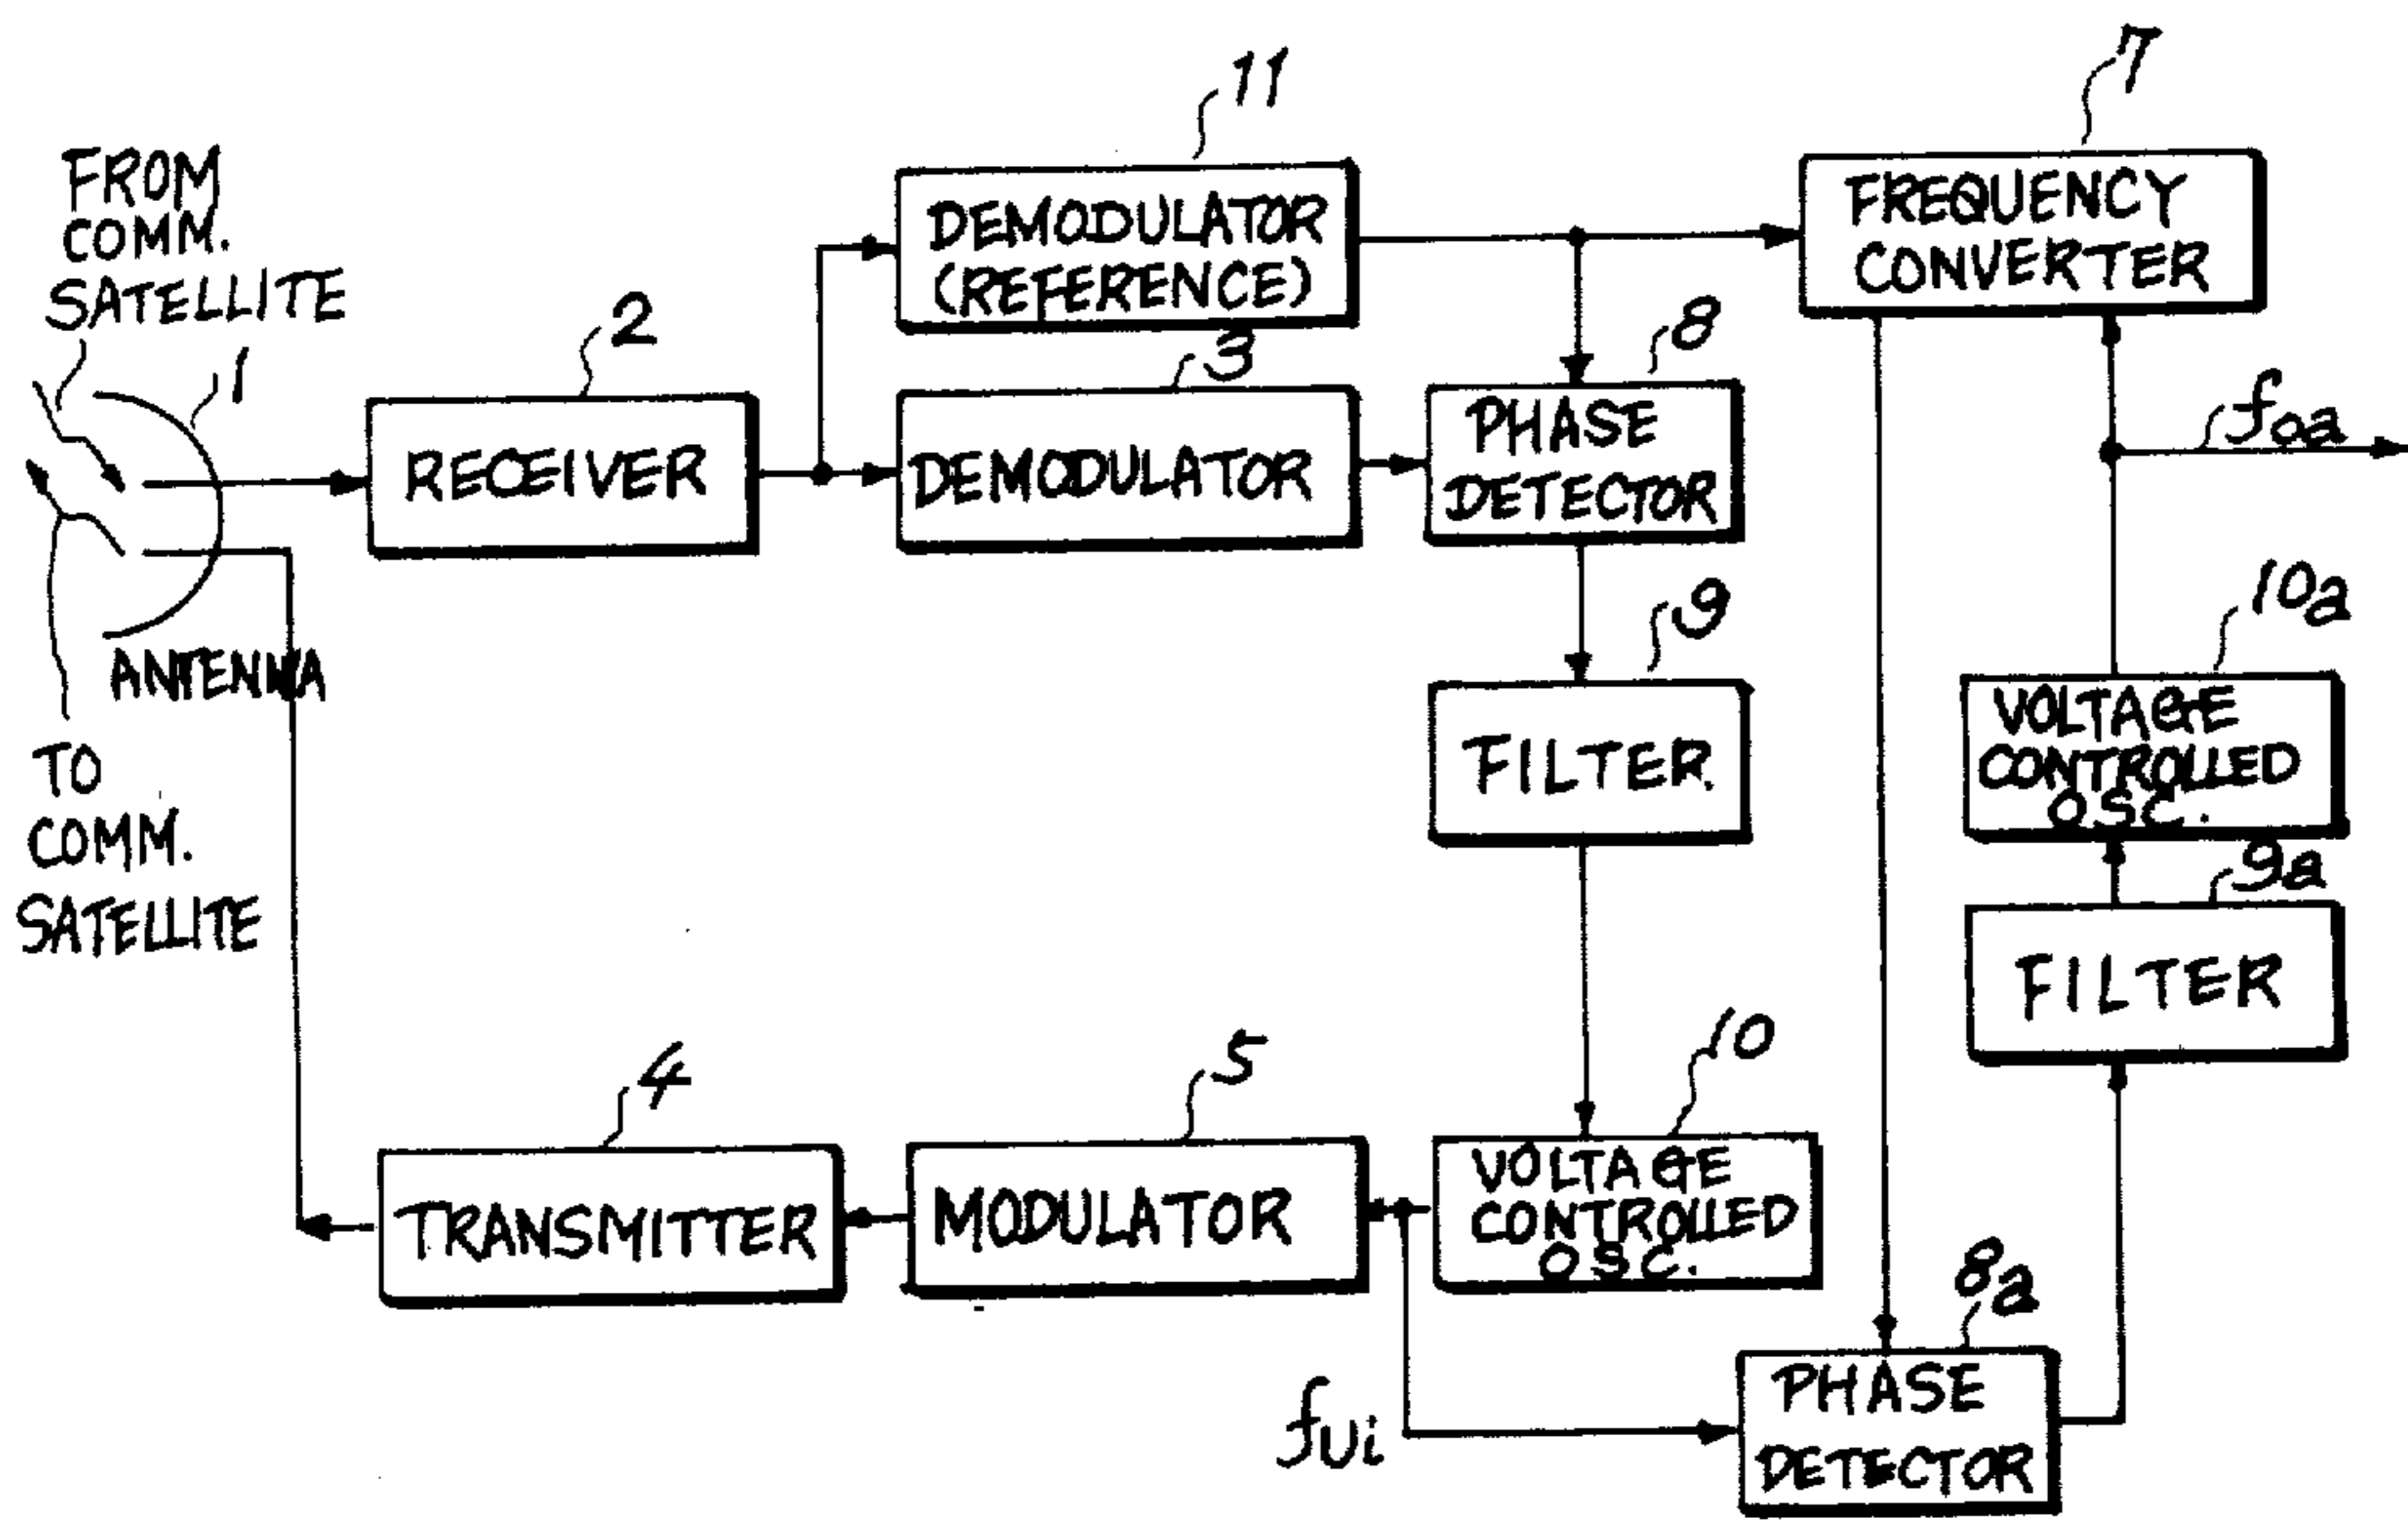 11
7
FROM
COMM.
SATELLITE
DEMODULATOR
(REFERENCE)
FREQUENCY
CONVERTER
1
2
3
8
RECEIVER
DEMODULATOR
PHASE
DETECTOR
foa
ANTENNA
9
10a
FILTER
VOLTAGE
CONTROLLED
OSC.
TO
COMM.
SATELLITE
9a
FILTER
4
5
10
TRANSMITTER
MODULATOR
VOLTAGE
CONTROLLED
OSC.
8a
fUi
PHASE
DETECTOR